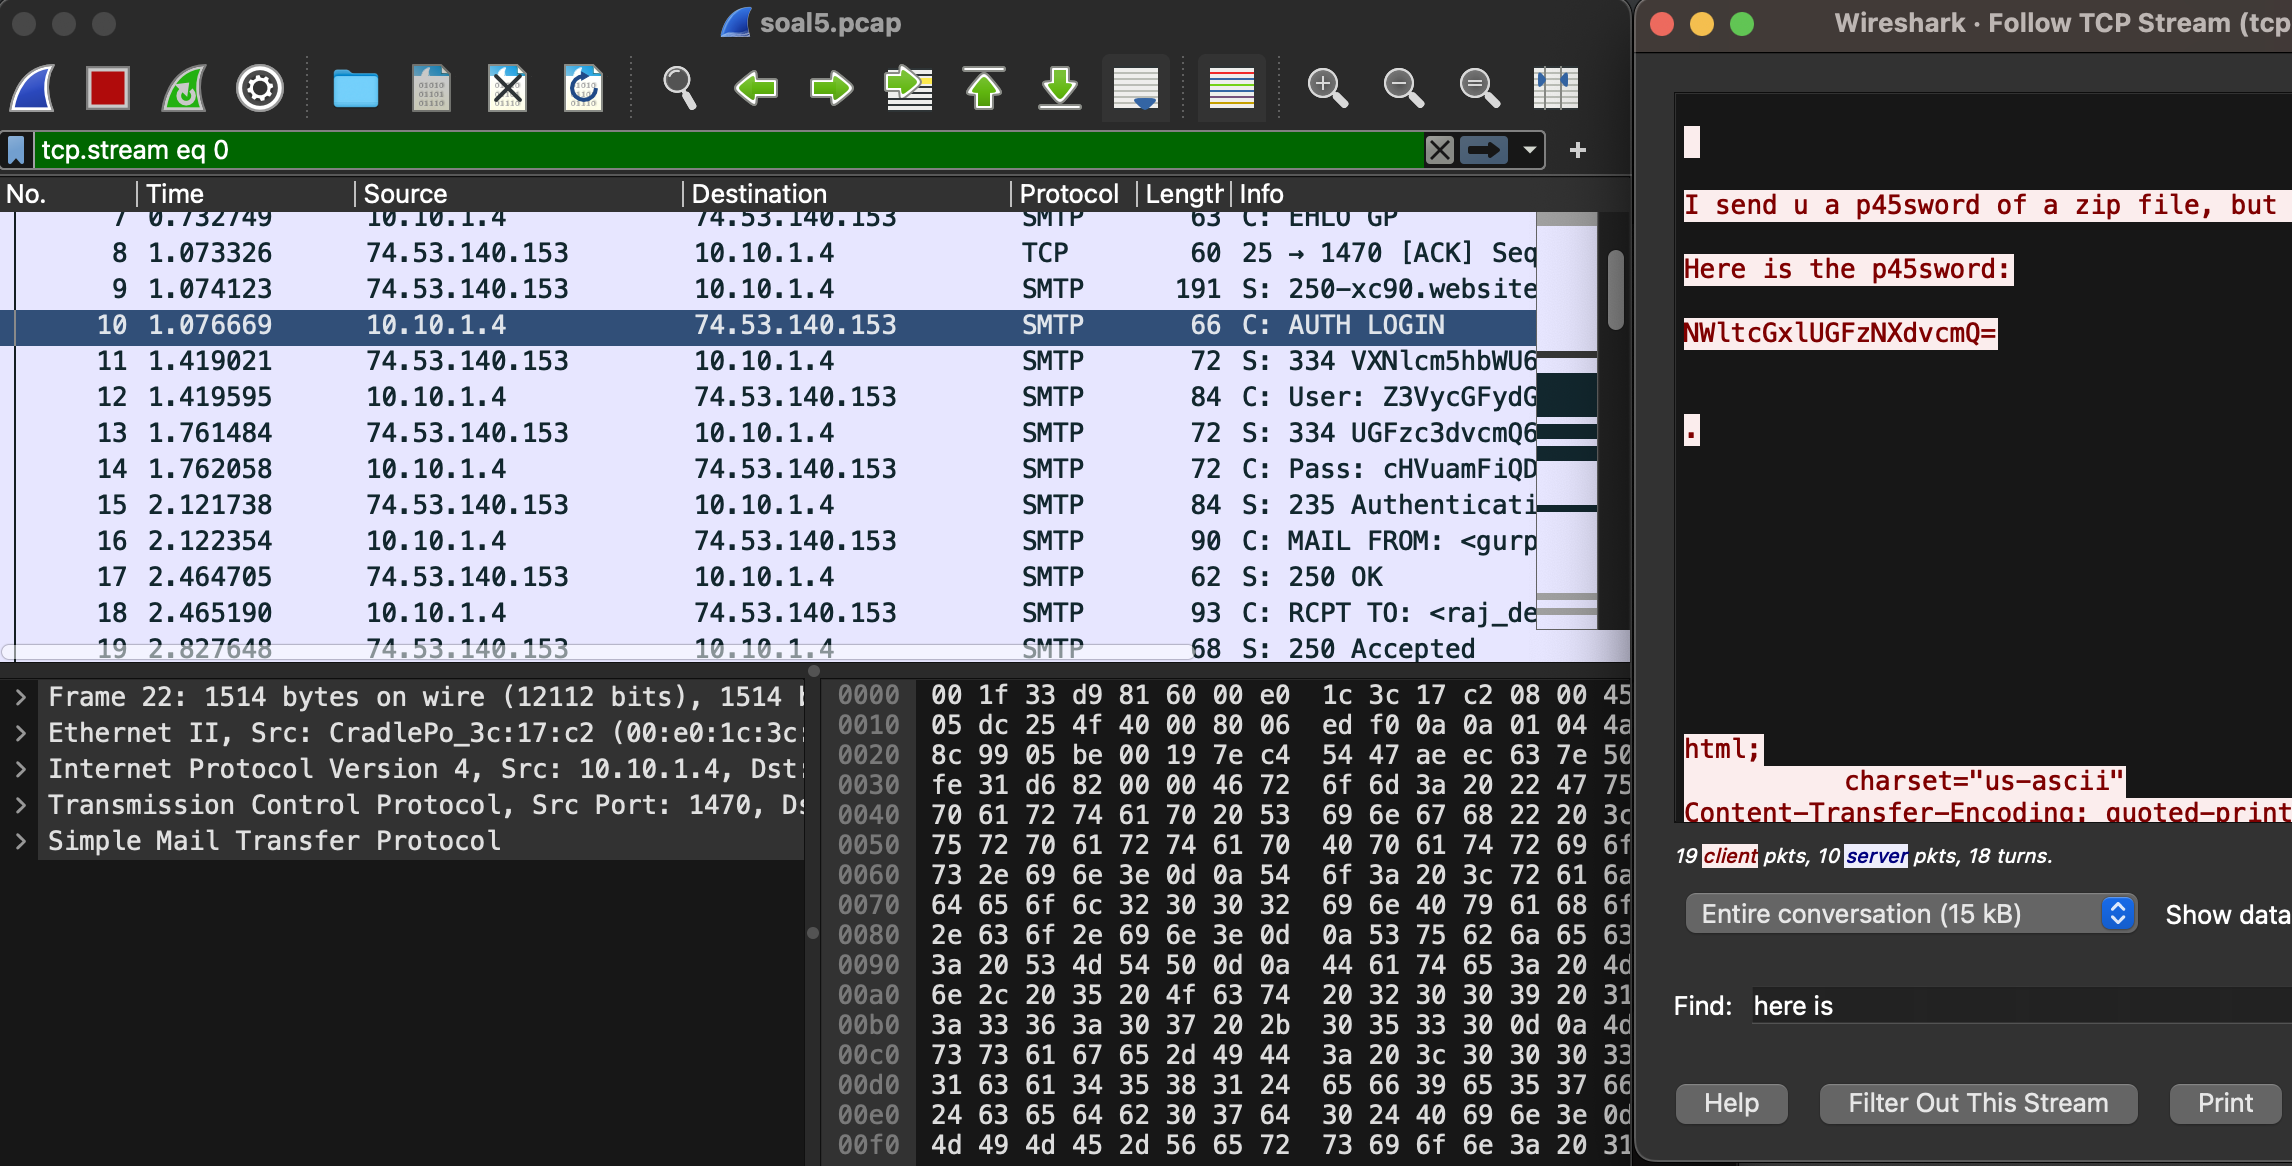 soal5.pcap
Wireshark · Follow TCP Stream (tcp
tcp.stream eq 0
No. Time Source Destination Protocol Length Info
7 0.732749 10.10.1.4 74.53.140.153 SMTP 63 C: EHLO GP
8 1.073326 74.53.140.153 10.10.1.4 TCP 60 25 → 1470 [ACK] Seq
9 1.074123 74.53.140.153 10.10.1.4 SMTP 191 S: 250-xc90.website
10 1.076669 10.10.1.4 74.53.140.153 SMTP 66 C: AUTH LOGIN
11 1.419021 74.53.140.153 10.10.1.4 SMTP 72 S: 334 VXNlcm5hbWU6
12 1.419595 10.10.1.4 74.53.140.153 SMTP 84 C: User: Z3VycGFydG
13 1.761484 74.53.140.153 10.10.1.4 SMTP 72 S: 334 UGFzc3dvcmQ6
14 1.762058 10.10.1.4 74.53.140.153 SMTP 72 C: Pass: cHVuamFiQD
15 2.121738 74.53.140.153 10.10.1.4 SMTP 84 S: 235 Authenticati
16 2.122354 10.10.1.4 74.53.140.153 SMTP 90 C: MAIL FROM: <gurp
17 2.464705 74.53.140.153 10.10.1.4 SMTP 62 S: 250 OK
18 2.465190 10.10.1.4 74.53.140.153 SMTP 93 C: RCPT TO: <raj_de
19 2.827648 74.53.140.153 10.10.1.4 SMTP 68 S: 250 Accepted
Frame 22: 1514 bytes on wire (12112 bits), 1514 b
Ethernet II, Src: CradlePo_3c:17:c2 (00:e0:1c:3c:
Internet Protocol Version 4, Src: 10.10.1.4, Dst:
Transmission Control Protocol, Src Port: 1470, Ds
Simple Mail Transfer Protocol
0000 00 1f 33 d9 81 60 00 e0 1c 3c 17 c2 08 00 45
0010 05 dc 25 4f 40 00 80 06 ed f0 0a 0a 01 04 4a
0020 8c 99 05 be 00 19 7e c4 54 47 ae ec 63 7e 50
0030 fe 31 d6 82 00 00 46 72 6f 6d 3a 20 22 47 75
0040 70 61 72 74 61 70 20 53 69 6e 67 68 22 20 3c
0050 75 72 70 61 72 74 61 70 40 70 61 74 72 69 6f
0060 73 2e 69 6e 3e 0d 0a 54 6f 3a 20 3c 72 61 6a
0070 64 65 6f 6c 32 30 30 32 69 6e 40 79 61 68 6f
0080 2e 63 6f 2e 69 6e 3e 0d 0a 53 75 62 6a 65 63
0090 3a 20 53 4d 54 50 0d 0a 44 61 74 65 3a 20 4d
00a0 6e 2c 20 35 20 4f 63 74 20 32 30 30 39 20 31
00b0 3a 33 36 3a 30 37 20 2b 30 35 33 30 0d 0a 4d
00c0 73 73 61 67 65 2d 49 44 3a 20 3c 30 30 30 33
00d0 31 63 61 34 35 38 31 24 65 66 39 65 35 37 66
00e0 24 63 65 64 62 30 37 64 30 24 40 69 6e 3e 0d
00f0 4d 49 4d 45 2d 56 65 72 73 69 6f 6e 3a 20 31
I send u a p45sword of a zip file, but
Here is the p45sword:
NWltcGxlUGFzNXdvcmQ=
.
html;
charset="us-ascii"
Content-Transfer-Encoding: quoted-print
19 client pkts, 10 server pkts, 18 turns.
Entire conversation (15 kB)
Show data
Find: here is
Help
Filter Out This Stream
Print